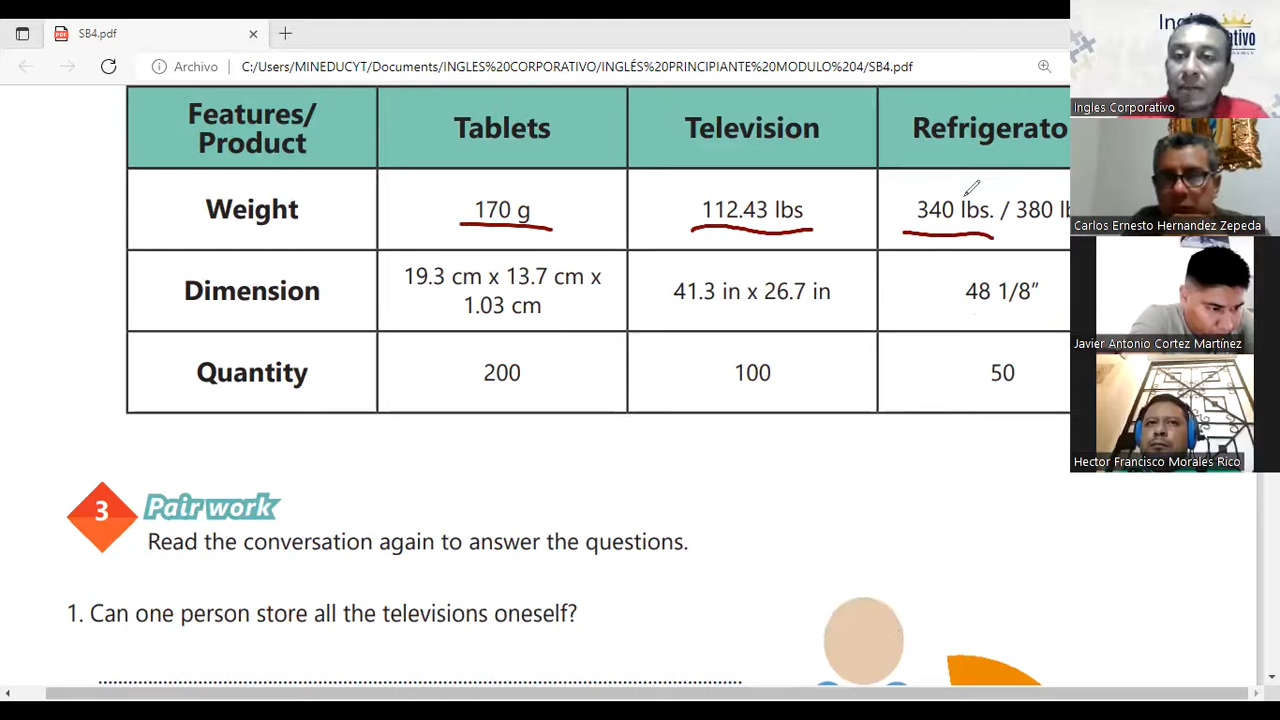 SB4.pdf
Archivo
C:/Users/MINEDUCYT/Documents/INGLES%20CORPORATIVO/INGLÉS%20PRINCIPIANTE%20MODULO%204/SB4.pdf
Features/
Product
Tablets
Television
Refrigerato
Weight
170 g
112.43 lbs
340 lbs. / 380 lb
Dimension
19.3 cm x 13.7 cm x
1.03 cm
41.3 in x 26.7 in
48 1/8”
Quantity
200
100
50
3
Pair work
Read the conversation again to answer the questions.
1. Can one person store all the televisions oneself?
Ingles Corporativo
Carlos Ernesto Hernandez Zepeda
Javier Antonio Cortez Martínez
Hector Francisco Morales Rico